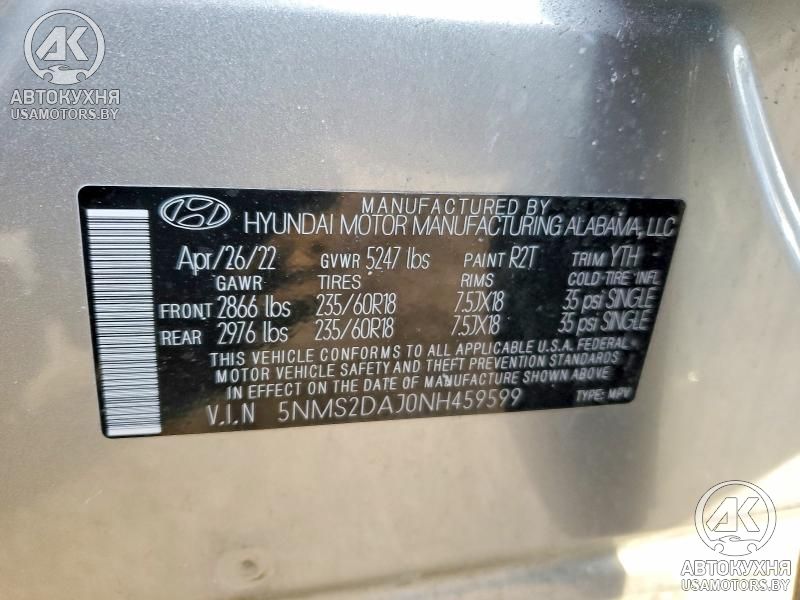 AK
АВТОКУХНЯ
USAMOTORS.BY
MANUFACTURED BY
HYUNDAI MOTOR MANUFACTURING ALABAMA, LLC
Apr/26/22 GVWR 5247 lbs PAINT R2T TRIM YTH
GAWR TIRES RIMS COLD TIRE INFL
FRONT 2866 lbs 235/60R18 7.5JX18 35 psi SINGLE
REAR 2976 lbs 235/60R18 7.5JX18 35 psi SINGLE
THIS VEHICLE CONFORMS TO ALL APPLICABLE U.S.A. FEDERAL
MOTOR VEHICLE SAFETY AND THEFT PREVENTION STANDARDS
IN EFFECT ON THE DATE OF MANUFACTURE SHOWN ABOVE
V.I.N 5NMS2DAJ0NH459599 TYPE: MPV
AK
АВТОКУХНЯ
USAMOTORS.BY